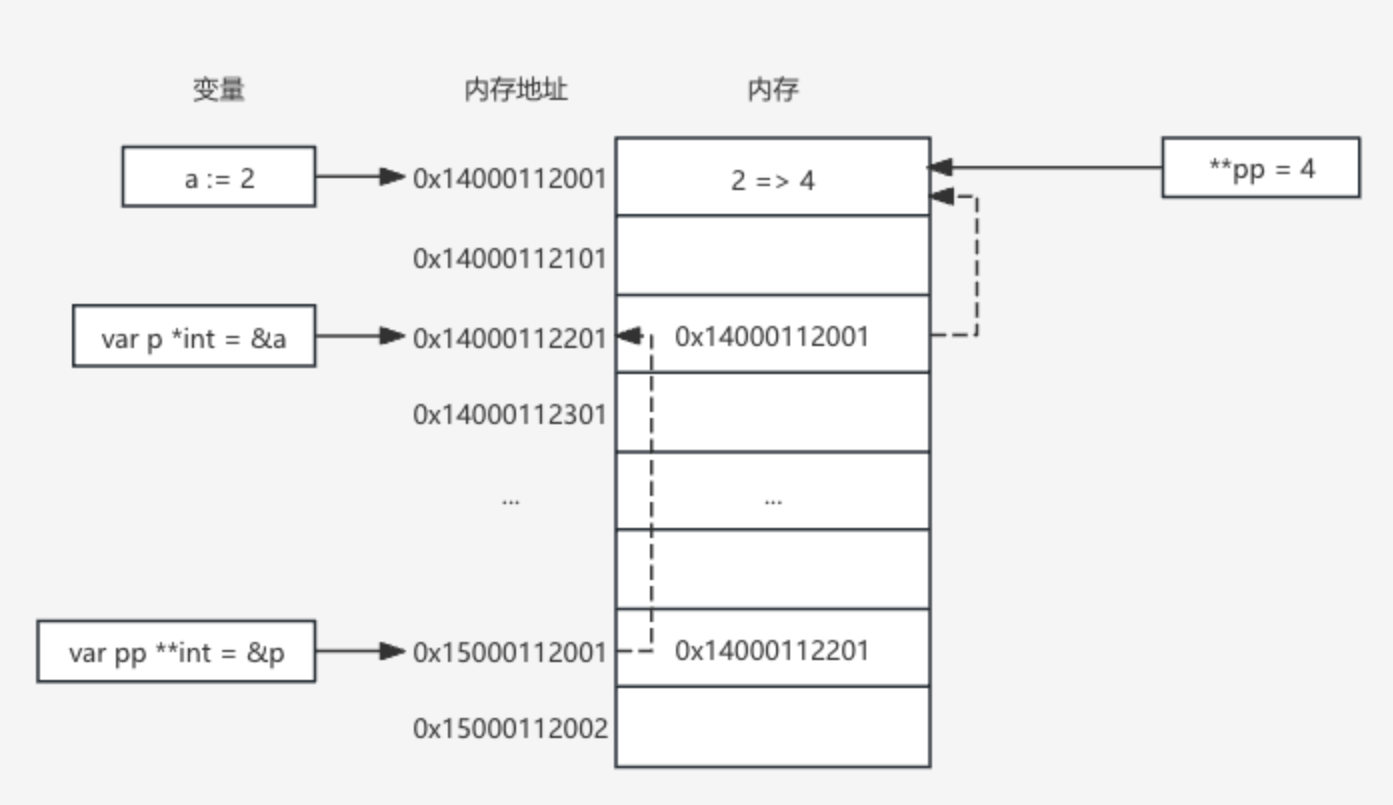 变量 内存地址 内存
a := 2 0x14000112001 2 => 4 **pp = 4
0x14000112101
var p *int = &a 0x14000112201 0x14000112001
0x14000112301
... ...
var pp **int = &p 0x15000112001 0x14000112201
0x15000112002